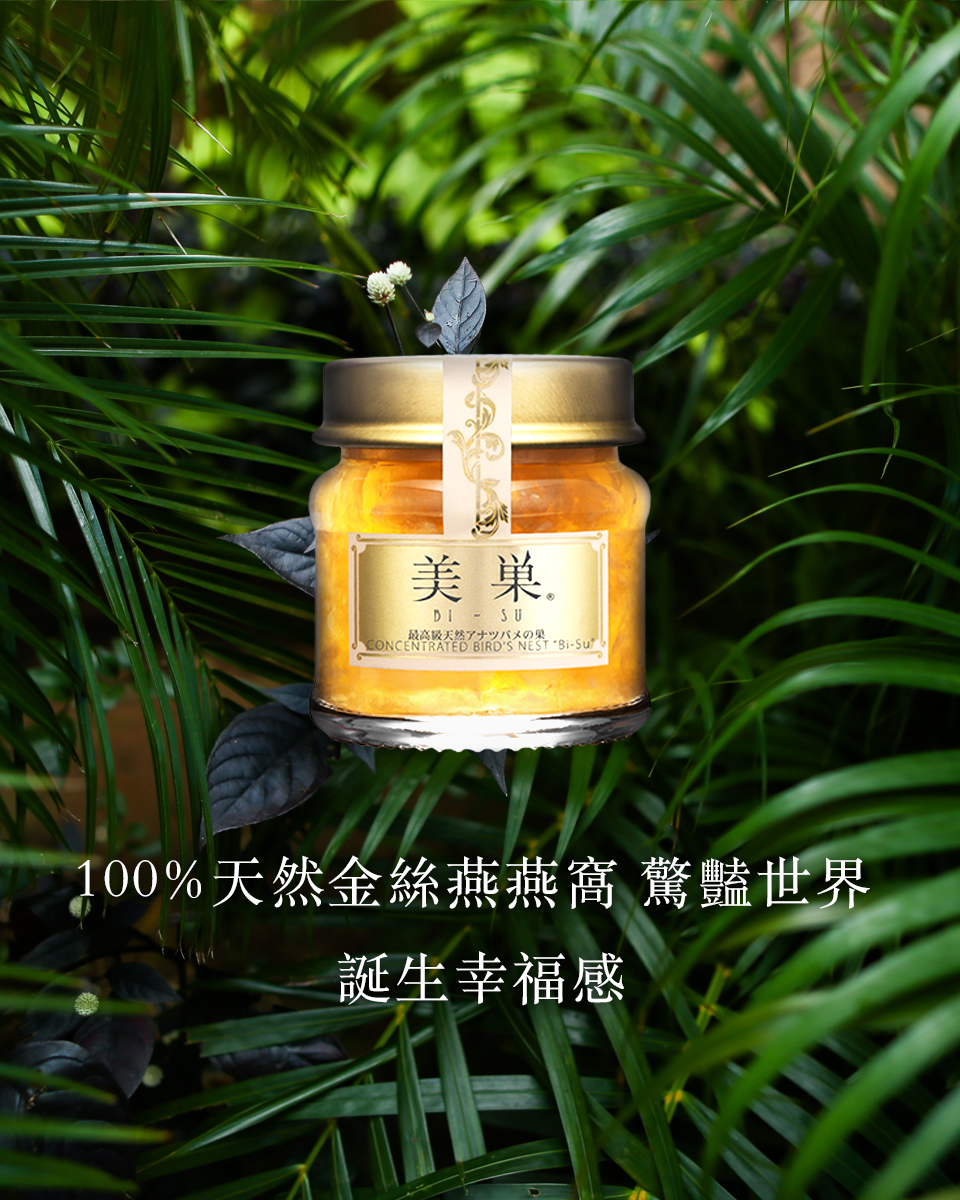 美巣®
BI - SU
最高級天然アナツバメの巣
CONCENTRATED BIRD'S NEST "Bi-Su"
100%天然金絲燕燕窩 驚豔世界
誕生幸福感